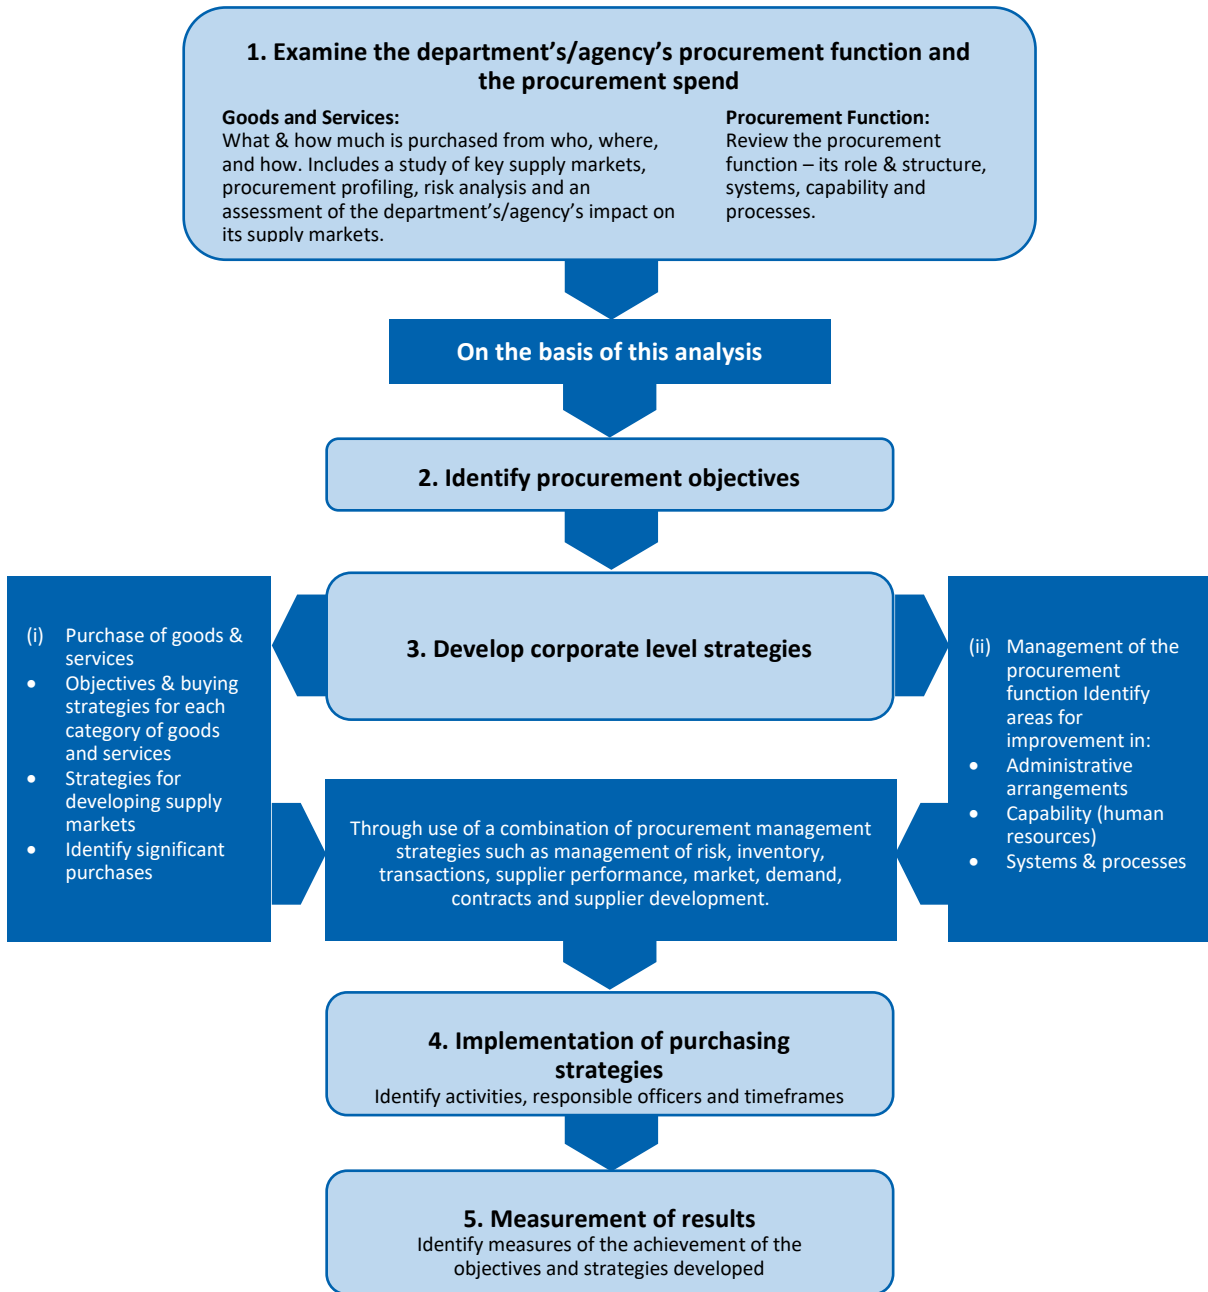 1. Examine the department’s/agency’s procurement function and
the procurement spend
Goods and Services:
What & how much is purchased from who, where,
and how. Includes a study of key supply markets,
procurement profiling, risk analysis and an
assessment of the department’s/agency’s impact on
its supply markets.
Procurement Function:
Review the procurement
function – its role & structure,
systems, capability and
processes.
On the basis of this analysis
2. Identify procurement objectives
3. Develop corporate level strategies
(i) Purchase of goods &
services
• Objectives & buying
strategies for each
category of goods
and services
• Strategies for
developing supply
markets
• Identify significant
purchases
(ii) Management of the
procurement
function Identify
areas for
improvement in:
• Administrative
arrangements
• Capability (human
resources)
• Systems & processes
Through use of a combination of procurement management
strategies such as management of risk, inventory,
transactions, supplier performance, market, demand,
contracts and supplier development.
4. Implementation of purchasing
strategies
Identify activities, responsible officers and timeframes
5. Measurement of results
Identify measures of the achievement of the
objectives and strategies developed